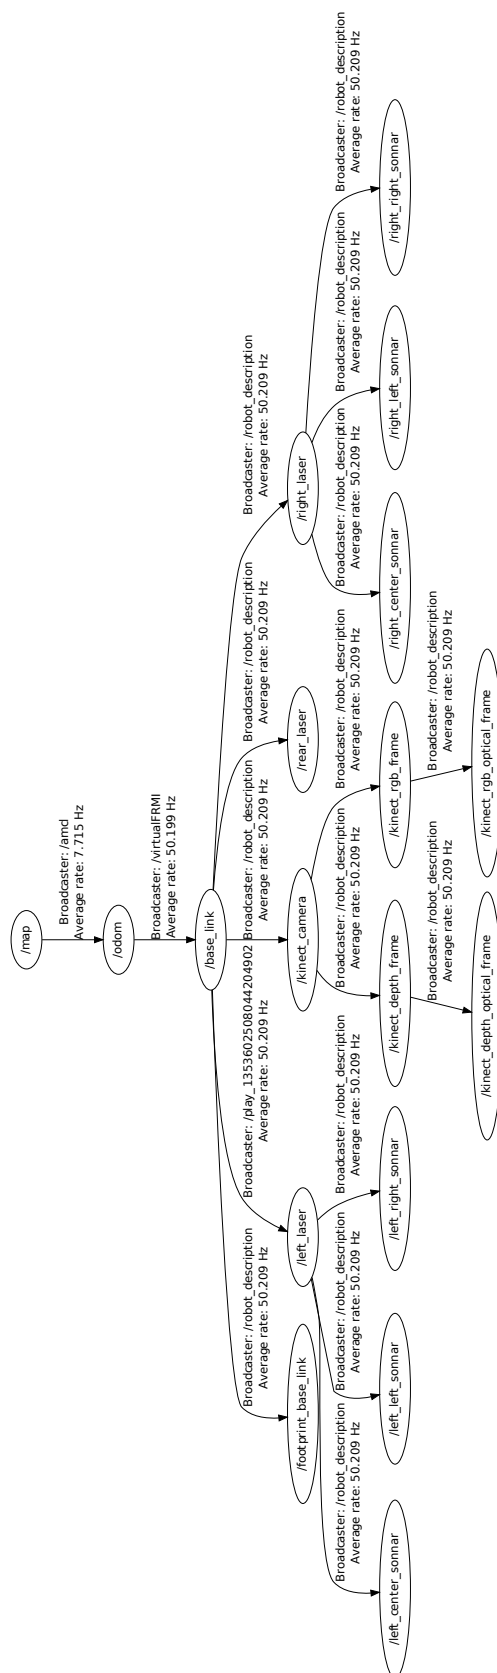 /map
Broadcaster: /amcl
Average rate: 7.715 Hz
/odom
Broadcaster: /virtualFRMI
Average rate: 50.199 Hz
/base_link
Broadcaster: /robot_description
Average rate: 50.209 Hz
Broadcaster: /play_1353602508044204902
Average rate: 50.209 Hz
Broadcaster: /robot_description
Average rate: 50.209 Hz
Broadcaster: /robot_description
Average rate: 50.209 Hz
Broadcaster: /robot_description
Average rate: 50.209 Hz
/footprint_base_link
/left_laser
/kinect_camera
/rear_laser
/right_laser
Broadcaster: /robot_description
Average rate: 50.209 Hz
Broadcaster: /robot_description
Average rate: 50.209 Hz
Broadcaster: /robot_description
Average rate: 50.209 Hz
Broadcaster: /robot_description
Average rate: 50.209 Hz
Broadcaster: /robot_description
Average rate: 50.209 Hz
Broadcaster: /robot_description
Average rate: 50.209 Hz
Broadcaster: /robot_description
Average rate: 50.209 Hz
Broadcaster: /robot_description
Average rate: 50.209 Hz
/left_center_sonnar
/left_left_sonnar
/left_right_sonnar
/kinect_depth_frame
/kinect_rgb_frame
/right_center_sonnar
/right_left_sonnar
/right_right_sonnar
Broadcaster: /robot_description
Average rate: 50.209 Hz
Broadcaster: /robot_description
Average rate: 50.209 Hz
/kinect_depth_optical_frame
/kinect_rgb_optical_frame